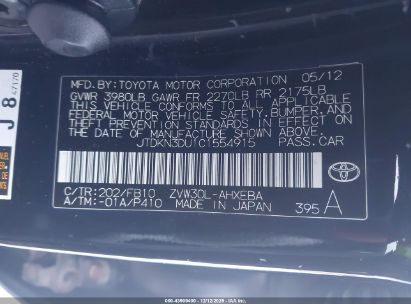 MFD.BY:TOYOTA MOTOR CORPORATION 05/12
GVWR 3980LB GAWR FR 2270LB RR 2175LB
THIS VEHICLE CONFORMS TO ALL APPLICABLE
FEDERAL MOTOR VEHICLE SAFETY, BUMPER, AND
THEFT PREVENTION STANDARDS IN EFFECT ON
THE DATE OF MANUFACTURE SHOWN ABOVE.
JTDKN3DU1C1554915 PASS.CAR
C/TR:202/FB10 ZVW30L-AHXEBA
A/TM:-01A/P410 MADE IN JAPAN 395 A
TOYOTA
J8
47170